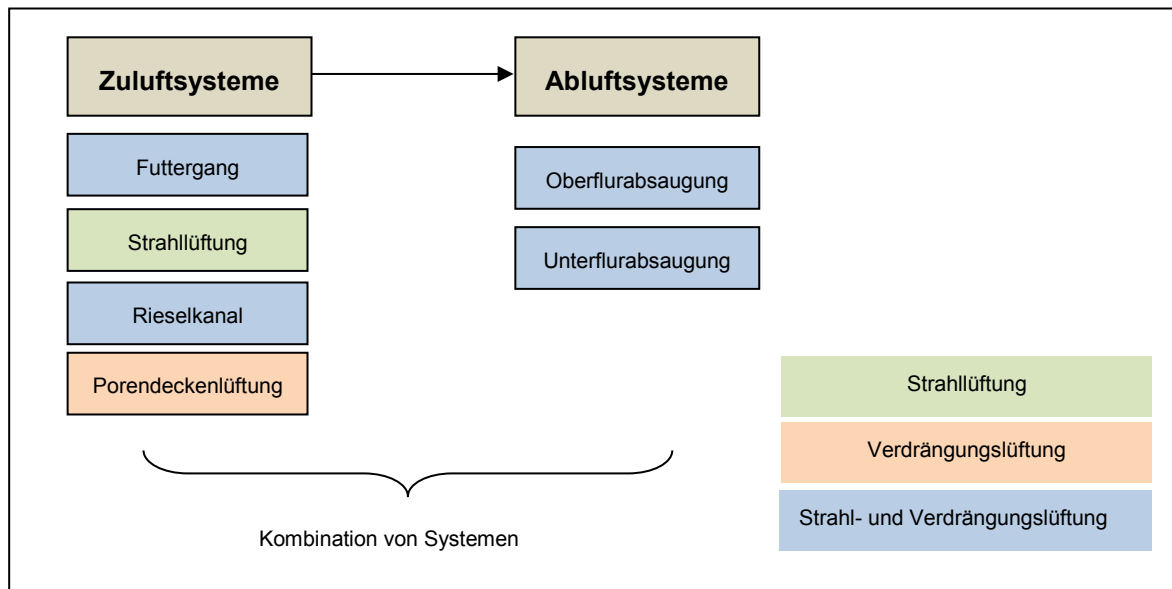 Zuluftsysteme
Abluftsysteme
Futtergang
Strahllüftung
Rieselkanal
Porendeckenlüftung
Oberflurabsaugung
Unterflurabsaugung
Kombination von Systemen
Strahllüftung
Verdrängungslüftung
Strahl- und Verdrängungslüftung